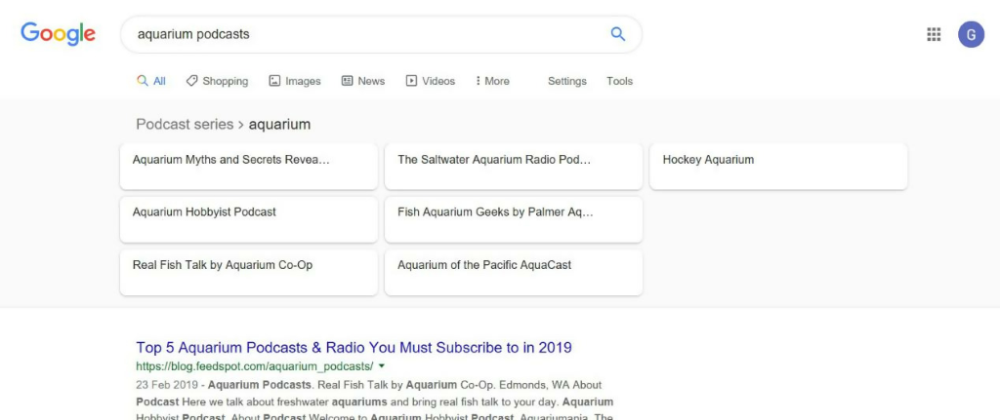 Google
aquarium podcasts
G
All Shopping Images News Videos More Settings Tools
Podcast series > aquarium
Aquarium Myths and Secrets Revea...
The Saltwater Aquarium Radio Pod...
Hockey Aquarium
Aquarium Hobbyist Podcast
Fish Aquarium Geeks by Palmer Aq...
Real Fish Talk by Aquarium Co-Op
Aquarium of the Pacific AquaCast
Top 5 Aquarium Podcasts & Radio You Must Subscribe to in 2019
https://blog.feedspot.com/aquarium_podcasts/
23 Feb 2019 - Aquarium Podcasts. Real Fish Talk by Aquarium Co-Op. Edmonds, WA About
Podcast Here we talk about freshwater aquariums and bring real fish talk to your day. Aquarium
Hobbyist Podcast. About Podcast Welcome to Aquarium Hobbyist Podcast. Aquariumania. The